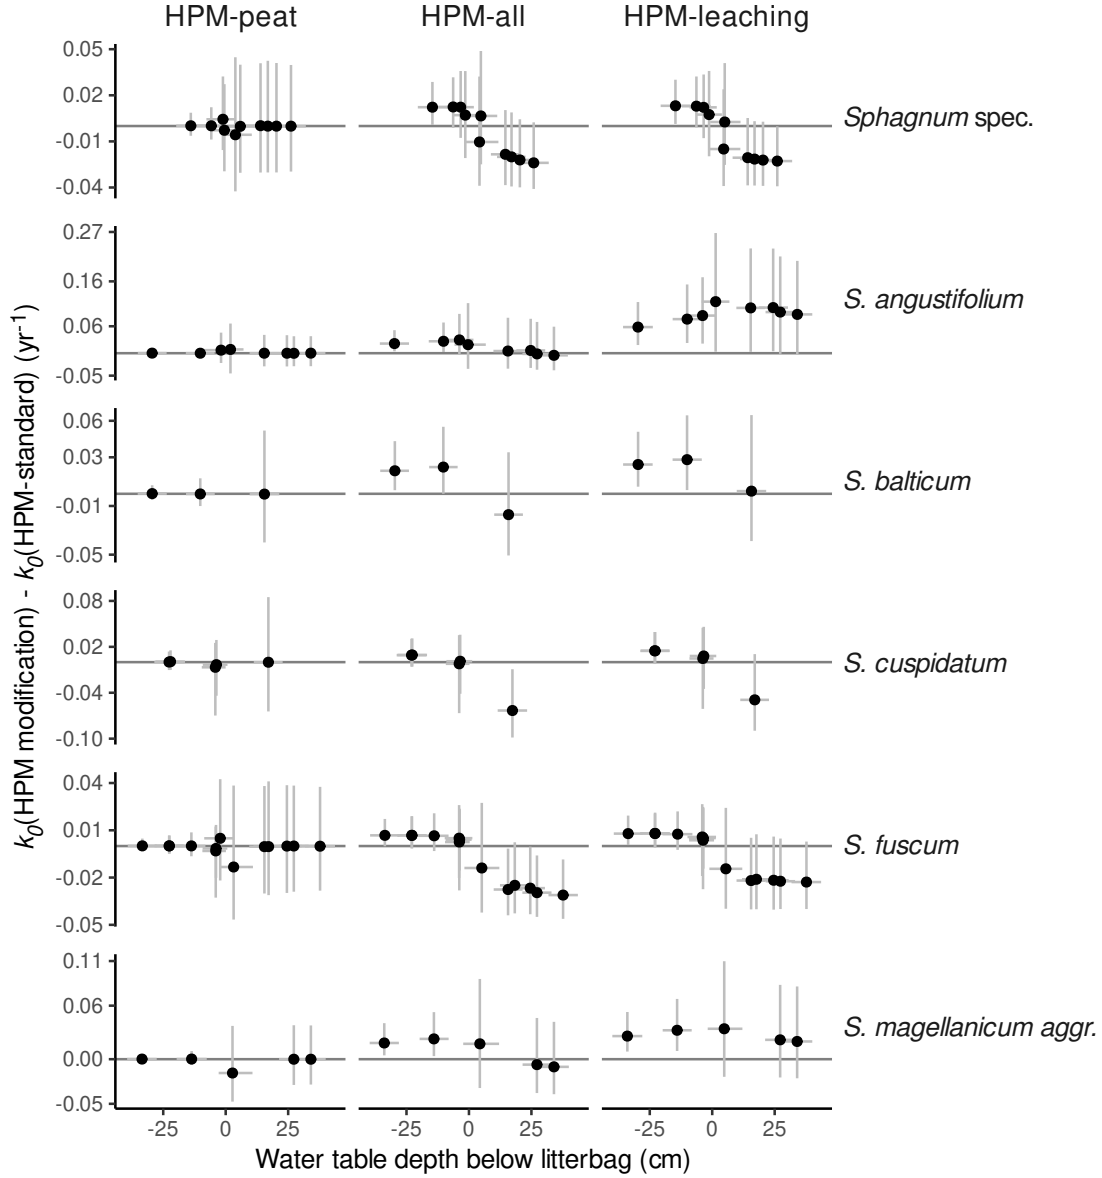 HPM-peat HPM-all HPM-leaching
0.05
0.02
-0.01
-0.04
Sphagnum spec.
0.27
0.16
0.06
-0.05
S. angustifolium
0.06
0.03
-0.01
-0.05
S. balticum
0.08
0.02
-0.04
-0.10
S. cuspidatum
0.04
0.01
-0.02
-0.05
S. fuscum
0.11
0.06
0.00
-0.05
S. magellanicum aggr.
-25 0 25 -25 0 25 -25 0 25
Water table depth below litterbag (cm)
k0(HPM modification) - k0(HPM-standard) (yr-1)